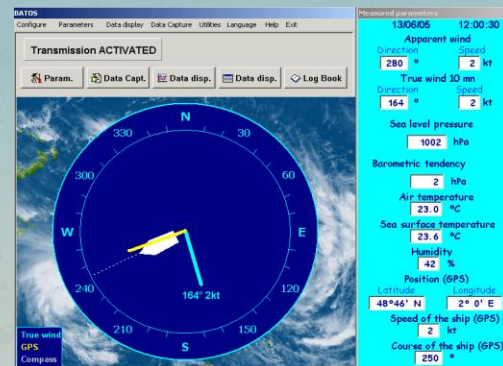 BATOS
Configure Parameters Data display Data Capture Utilities Language Help Exit
Transmission ACTIVATED
Param. Data Capt. Data disp. Data disp. Log Book
N
330 30
300 60
W E
240 120
210 150
S
164° 2kt
True wind
GPS
Compass
Measured parameters
13/06/05 12:00:30
Apparent wind
Direction Speed
280 ° 2 kt
True wind 10 mn
Direction Speed
164 ° 2 kt
Sea level pressure
1002 hPa
Barometric tendency
2 hPa
Air temperature
23.0 °C
Sea surface temperature
23.6 °C
Humidity
42 %
Position (GPS)
Latitude Longitude
48°46' N 2° 0' E
Speed of the ship (GPS)
2 kt
Course of the ship (GPS)
250 °